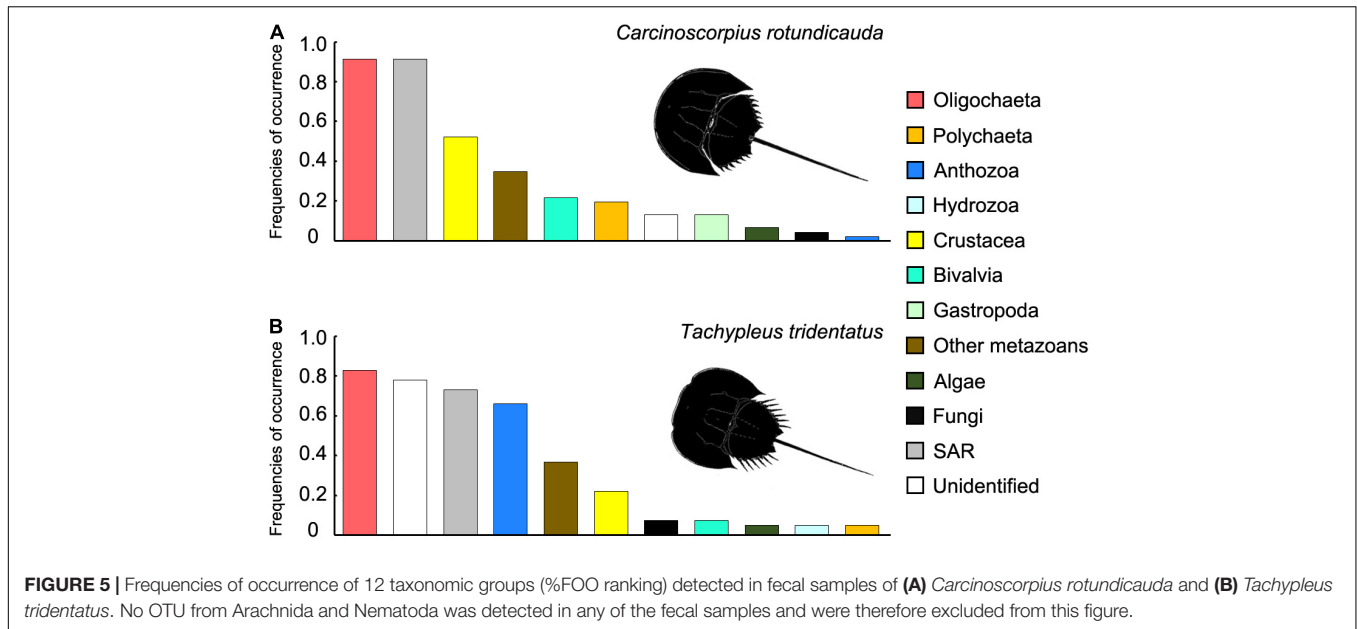 A
Carcinoscorpius rotundicauda
Frequencies of occurrence
1.0
0.8
0.6
0.4
0.2
0
B
Tachypleus tridentatus
Frequencies of occurrence
1.0
0.8
0.6
0.4
0.2
0
Oligochaeta
Polychaeta
Anthozoa
Hydrozoa
Crustacea
Bivalvia
Gastropoda
Other metazoans
Algae
Fungi
SAR
Unidentified
FIGURE 5 | Frequencies of occurrence of 12 taxonomic groups (%FOO ranking) detected in fecal samples of (A) Carcinoscorpius rotundicauda and (B) Tachypleus
tridentatus. No OTU from Arachnida and Nematoda was detected in any of the fecal samples and were therefore excluded from this figure.